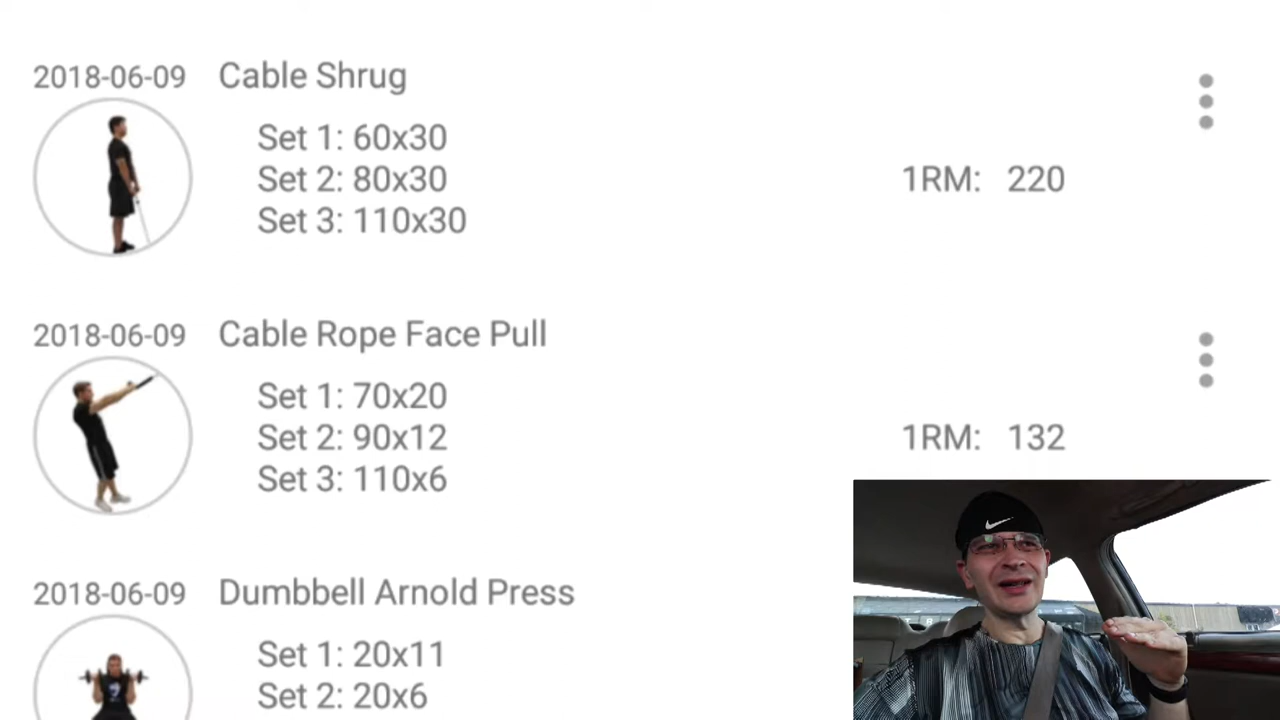 2018-06-09 Cable Shrug
Set 1: 60x30
Set 2: 80x30
1RM: 220
Set 3: 110x30
2018-06-09 Cable Rope Face Pull
Set 1: 70x20
Set 2: 90x12
1RM: 132
Set 3: 110x6
2018-06-09 Dumbbell Arnold Press
Set 1: 20x11
Set 2: 20x6